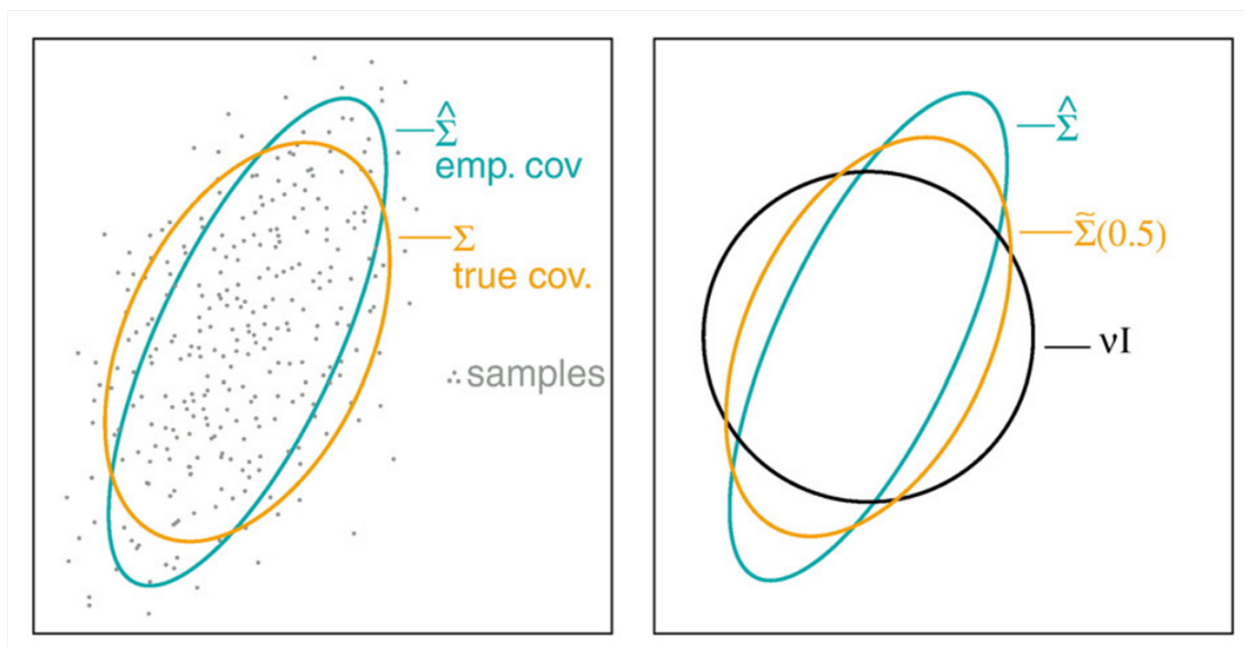 Σ̂
emp. cov
Σ
true cov.
samples
Σ̂
Σ̃(0.5)
νI